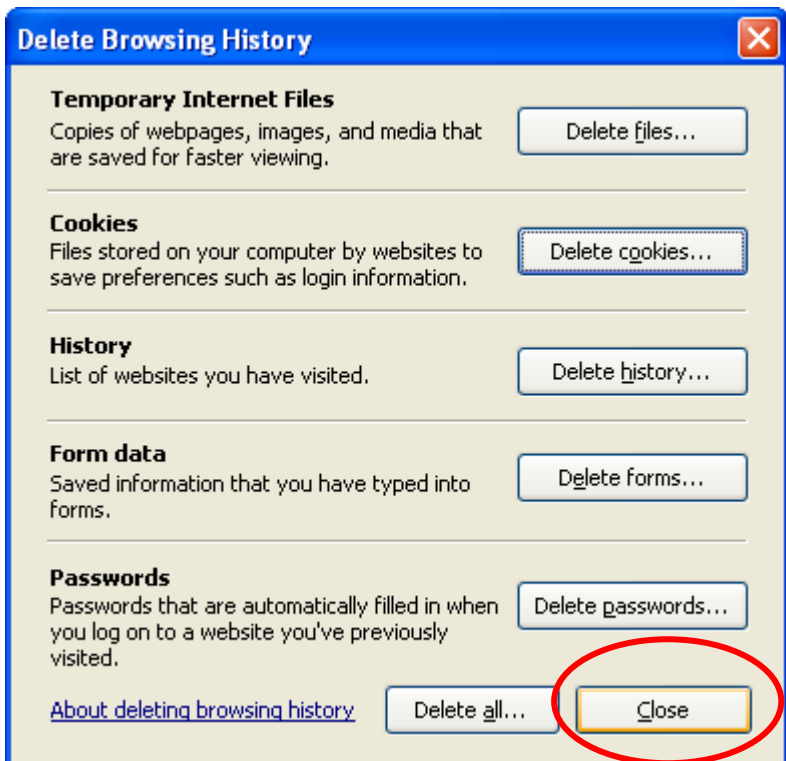 Delete Browsing History
Temporary Internet Files
Copies of webpages, images, and media that
are saved for faster viewing.
Delete files...
Cookies
Files stored on your computer by websites to
save preferences such as login information.
Delete cookies...
History
List of websites you have visited.
Delete history...
Form data
Saved information that you have typed into
forms.
Delete forms...
Passwords
Passwords that are automatically filled in when
you log on to a website you've previously
visited.
Delete passwords...
About deleting browsing history
Delete all...
Close